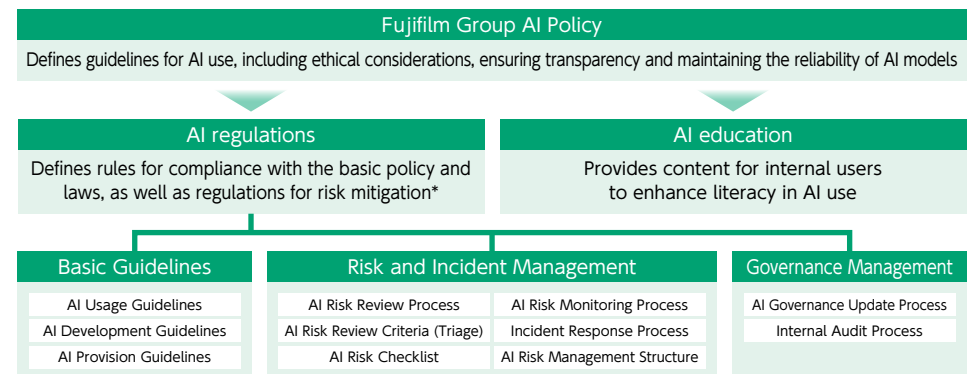 Fujifilm Group AI Policy
Defines guidelines for AI use, including ethical considerations, ensuring transparency and maintaining the reliability of AI models
AI regulations
Defines rules for compliance with the basic policy and
laws, as well as regulations for risk mitigation*
AI education
Provides content for internal users
to enhance literacy in AI use
Basic Guidelines
AI Usage Guidelines
AI Development Guidelines
AI Provision Guidelines
Risk and Incident Management
AI Risk Review Process
AI Risk Review Criteria (Triage)
AI Risk Checklist
AI Risk Monitoring Process
Incident Response Process
AI Risk Management Structure
Governance Management
AI Governance Update Process
Internal Audit Process